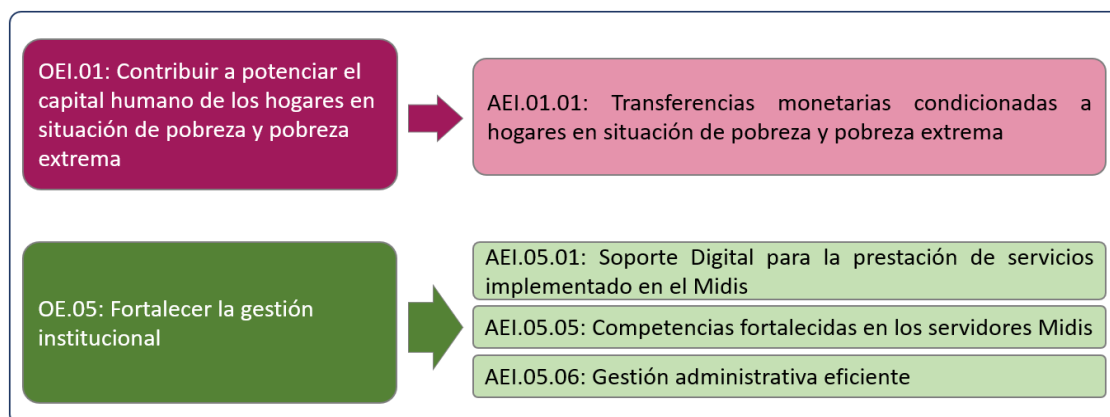 OEI.01: Contribuir a potenciar el
capital humano de los hogares en
situación de pobreza y pobreza
extrema
AEI.01.01: Transferencias monetarias condicionadas a
hogares en situación de pobreza y pobreza extrema
OE.05: Fortalecer la gestión
institucional
AEI.05.01: Soporte Digital para la prestación de servicios
implementado en el Midis
AEI.05.05: Competencias fortalecidas en los servidores Midis
AEI.05.06: Gestión administrativa eficiente